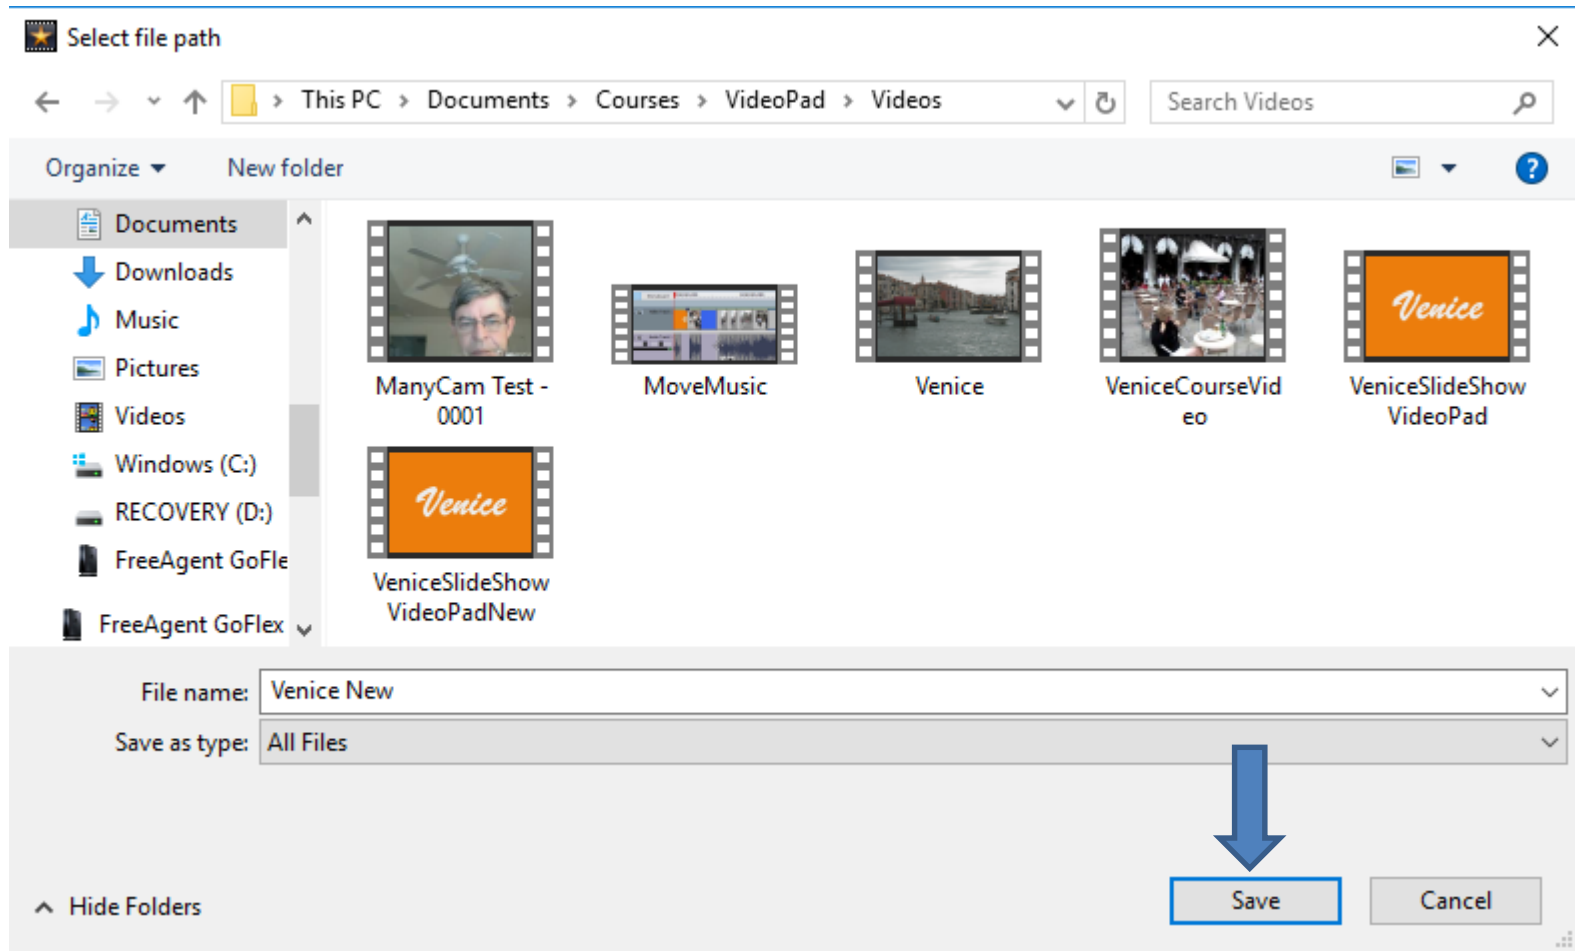 Select file path
This PC > Documents > Courses > VideoPad > Videos
Search Videos
Organize
New folder
?
Documents
Downloads
Music
Pictures
Videos
Windows (C:)
RECOVERY (D:)
FreeAgent GoFle
FreeAgent GoFlex
ManyCam Test -
0001
MoveMusic
Venice
VeniceCourseVid
eo
Venice
VeniceSlideShow
VideoPad
Venice
VeniceSlideShow
VideoPadNew
File name: Venice New
Save as type: All Files
Hide Folders
Save
Cancel